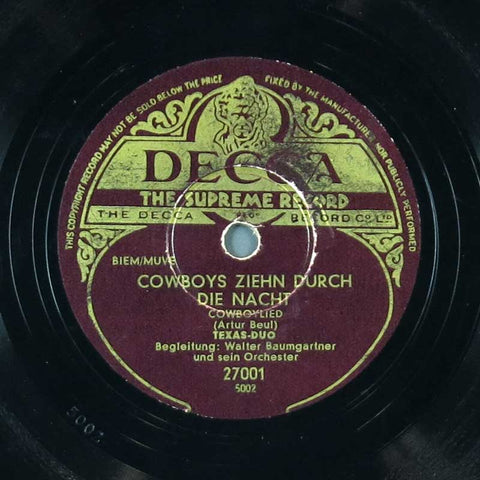 THIS COPYRIGHT RECORD MAY NOT BE SOLD BELOW THE PRICE
FIXED BY THE MANUFACTURERS NOR PUBLICLY PERFORMED
DECCA
THE SUPREME RECORD
THE DECCA RECORD CO LTD
BIEM/MUVE
COWBOYS ZIEHN DURCH
DIE NACHT
COWBOYLIED
(Artur Beul)
TEXAS-DUO
Begleitung: Walter Baumgartner
und sein Orchester
27001
5002